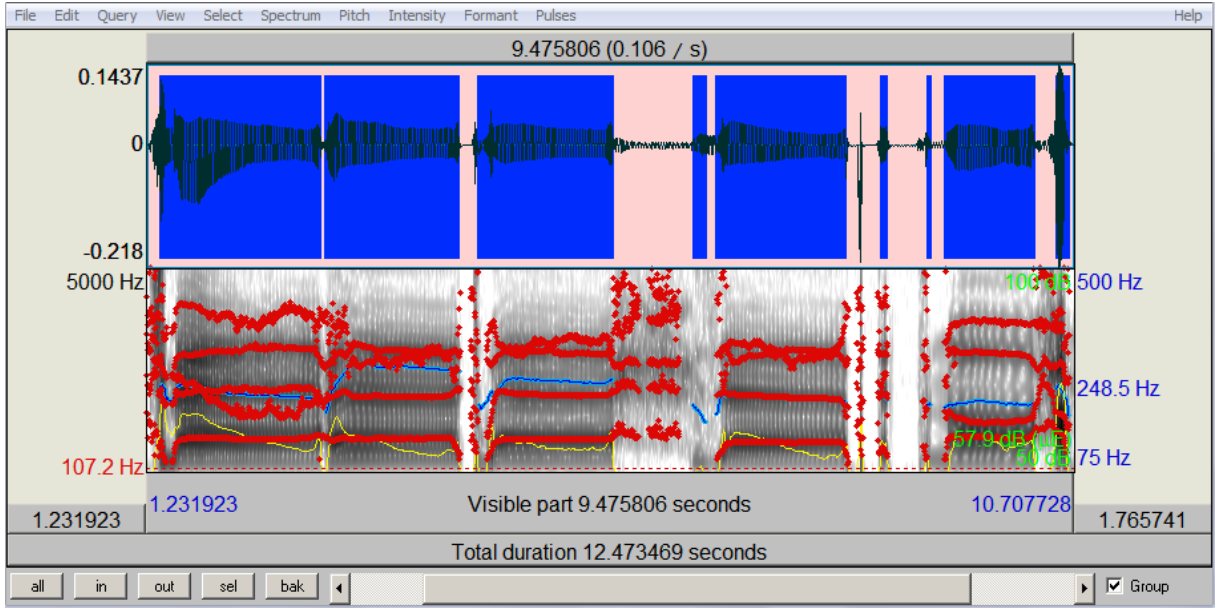 File Edit Query View Select Spectrum Pitch Intensity Formant Pulses Help
9.475806 (0.106 / s)
0.1437
0
-0.218
5000 Hz 100 dB 500 Hz
248.5 Hz
57.9 dB (µE)
107.2 Hz 50 dB 75 Hz
1.231923 1.231923 Visible part 9.475806 seconds 10.707728 1.765741
Total duration 12.473469 seconds
all in out sel bak Group